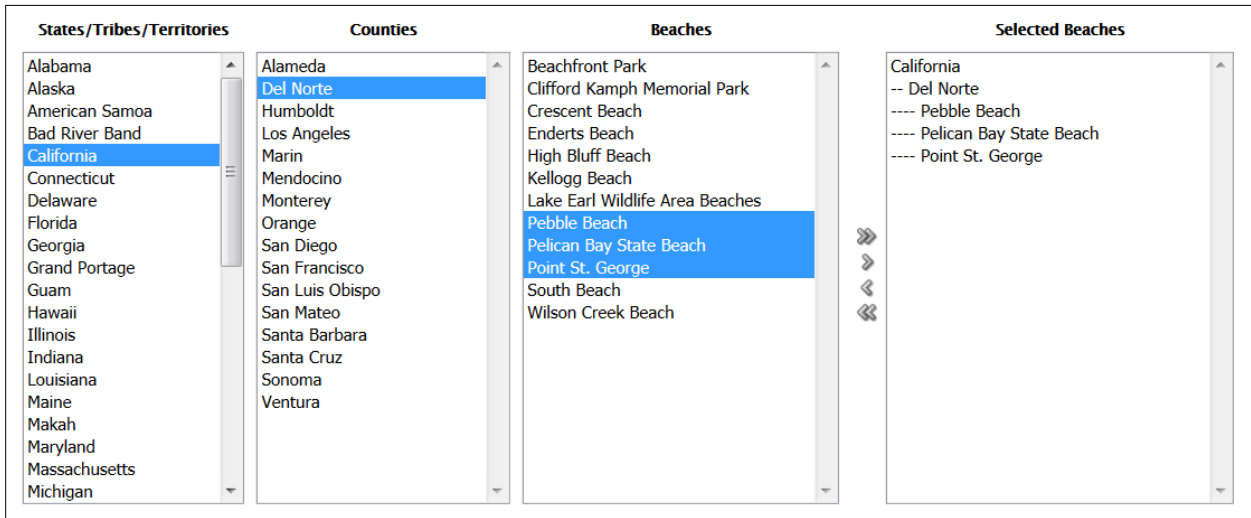 States/Tribes/Territories
Counties
Beaches
Selected Beaches
Alabama
Alaska
American Samoa
Bad River Band
California
Connecticut
Delaware
Florida
Georgia
Grand Portage
Guam
Hawaii
Illinois
Indiana
Louisiana
Maine
Makah
Maryland
Massachusetts
Michigan
Alameda
Del Norte
Humboldt
Los Angeles
Marin
Mendocino
Monterey
Orange
San Diego
San Francisco
San Luis Obispo
San Mateo
Santa Barbara
Santa Cruz
Sonoma
Ventura
Beachfront Park
Clifford Kamph Memorial Park
Crescent Beach
Enderts Beach
High Bluff Beach
Kellogg Beach
Lake Earl Wildlife Area Beaches
Pebble Beach
Pelican Bay State Beach
Point St. George
South Beach
Wilson Creek Beach
California
-- Del Norte
---- Pebble Beach
---- Pelican Bay State Beach
---- Point St. George